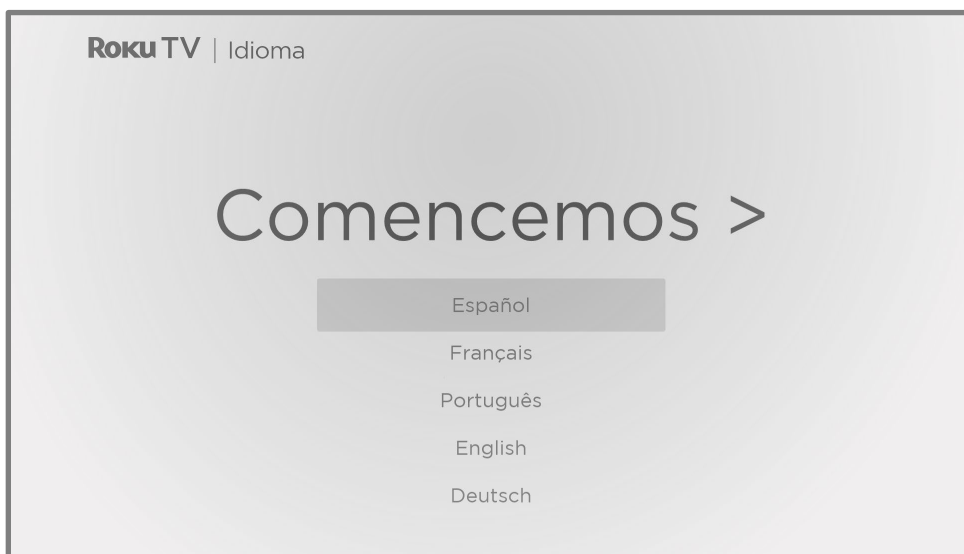 Roku TV | Idioma
Comencemos >
Español
Français
Português
English
Deutsch